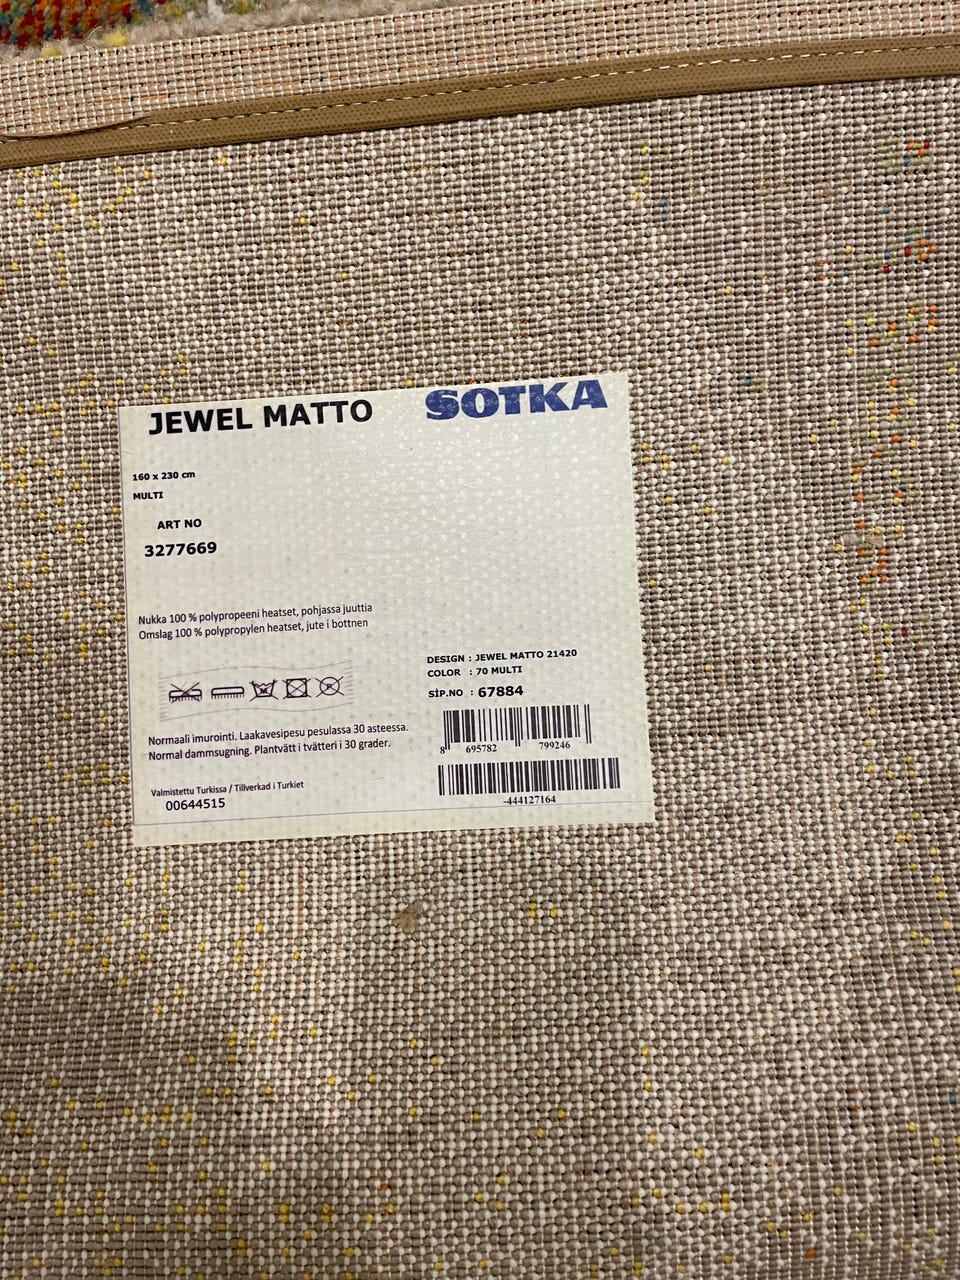 JEWEL MATTO
SOTKA
160 x 230 cm
MULTI
ART NO
3277669
Nukka 100 % polypropeeni heatset, pohjassa juuttia
Omslag 100 % polypropylen heatset, jute i bottnen
Normaali imurointi. Laakavesipesu pesulassa 30 asteessa.
Normal dammsugning. Plantvätt i tvätteri i 30 grader.
Valmistettu Turkissa / Tillverkad i Turkiet
00644515
DESIGN : JEWEL MATTO 21420
COLOR : 70 MULTI
SİP.NO : 67884
8 695782 799246
-444127164